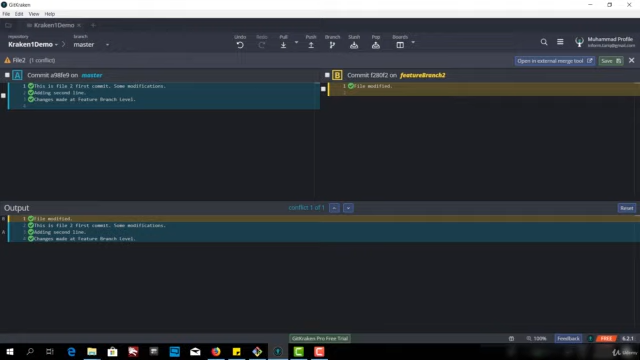 GitKraken
File Edit View Help
Kraken1Demo
repository
Kraken1Demo
branch
master
Undo
Redo
Pull
Push
Branch
Stash
Pop
Boards
Muhammad Profile
File2 (1 conflict)
Open in external merge tool
Save
A Commit a98fe9 on master
1 This is file 2 first commit. Some modifications.
2 Adding second line.
3 Changes made at Feature Branch Level.
4
B Commit f280f2 on featureBranch2
1 File modified.
2
Output
conflict 1 of 1
Reset
1 File modified.
2 This is file 2 first commit. Some modifications.
3 Adding second line.
4 Changes made at Feature Branch Level.
GitKraken Pro Free Trial
100%
Feedback
FREE
6.2.1
Udemy